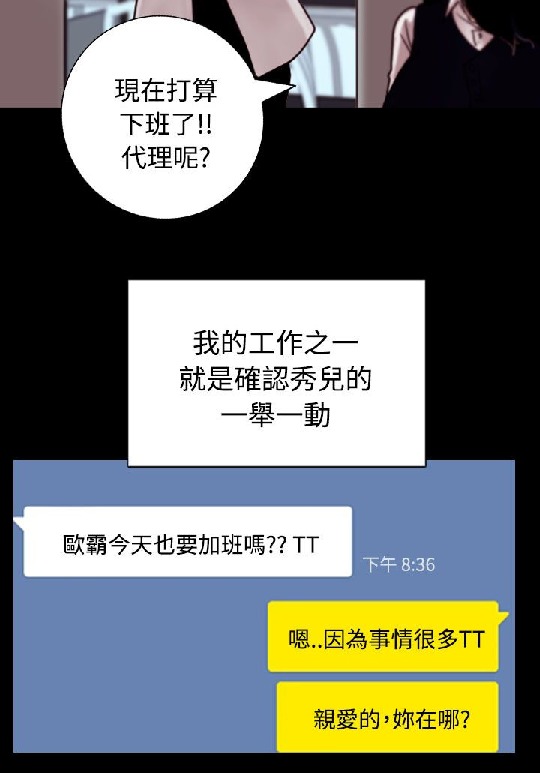 現在打算
下班了!!
代理呢?
我的工作之一
就是確認秀兒的
一舉一動
歐霸今天也要加班嗎?? TT
下午 8:36
嗯..因為事情很多TT
親愛的,妳在哪?